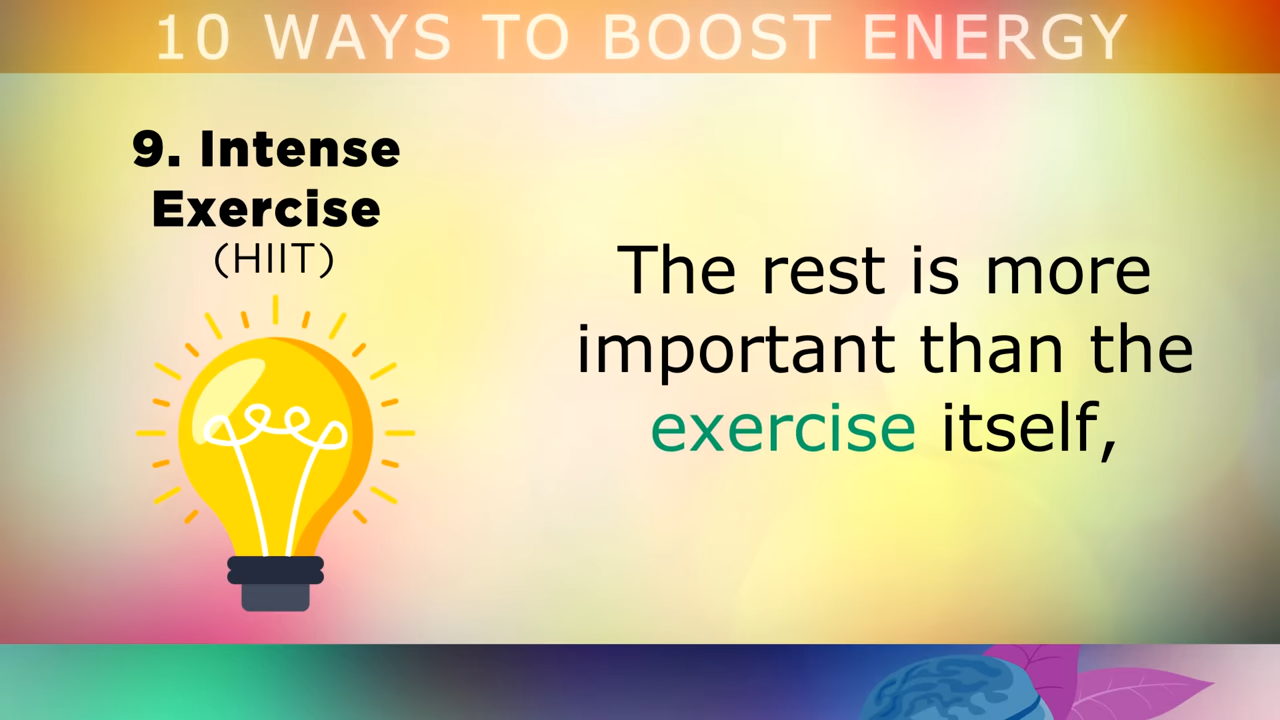 10 WAYS TO BOOST ENERGY
9. Intense
Exercise
(HIIT)
The rest is more
important than the
exercise itself,